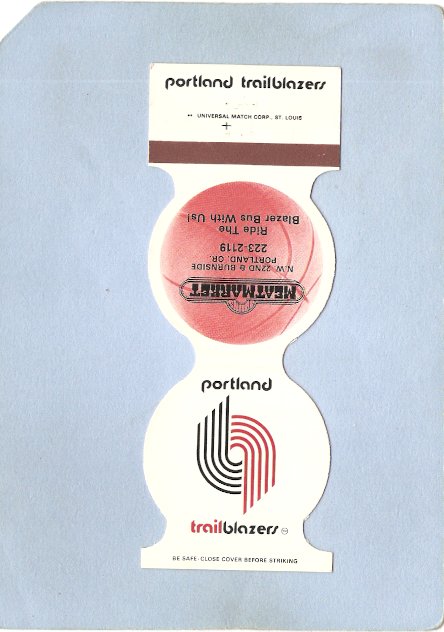 portland trailblazers
** UNIVERSAL MATCH CORP., ST. LOUIS
MEATMARKET
N.W. 22ND & BURNSIDE
PORTLAND, OR.
223-2119
Ride The
Blazer Bus With Us!
portland
trailblazers
BE SAFE-CLOSE COVER BEFORE STRIKING